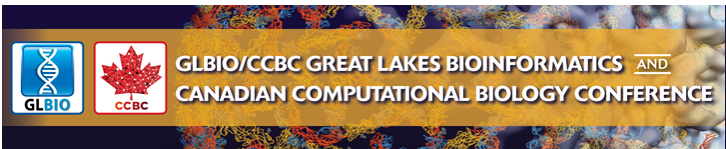 GLBIO/CCBC GREAT LAKES BIOINFORMATICS AND
CANADIAN COMPUTATIONAL BIOLOGY CONFERENCE
GLBIO
CCBC